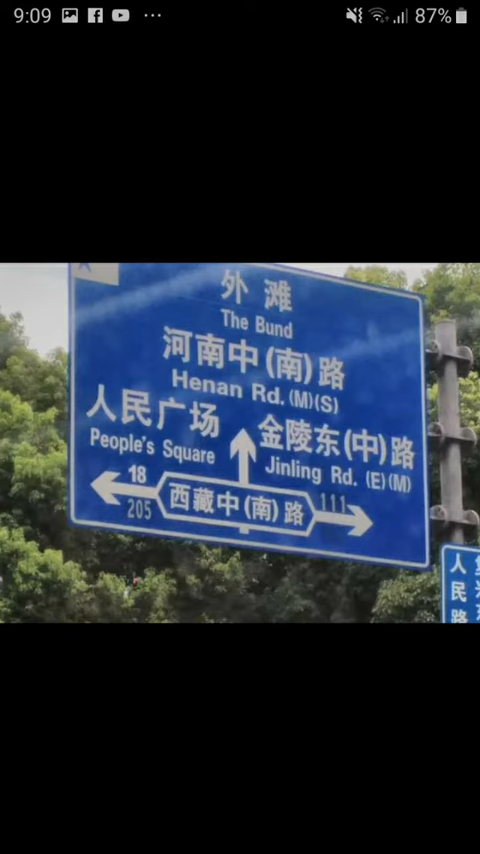 9:09
87%
外 滩
The Bund
河南中(南)路
Henan Rd.(M)(S)
人民广场
People's Square
金陵东(中)路
Jinling Rd. (E)(M)
18
205
西藏中(南)路
111
人民路